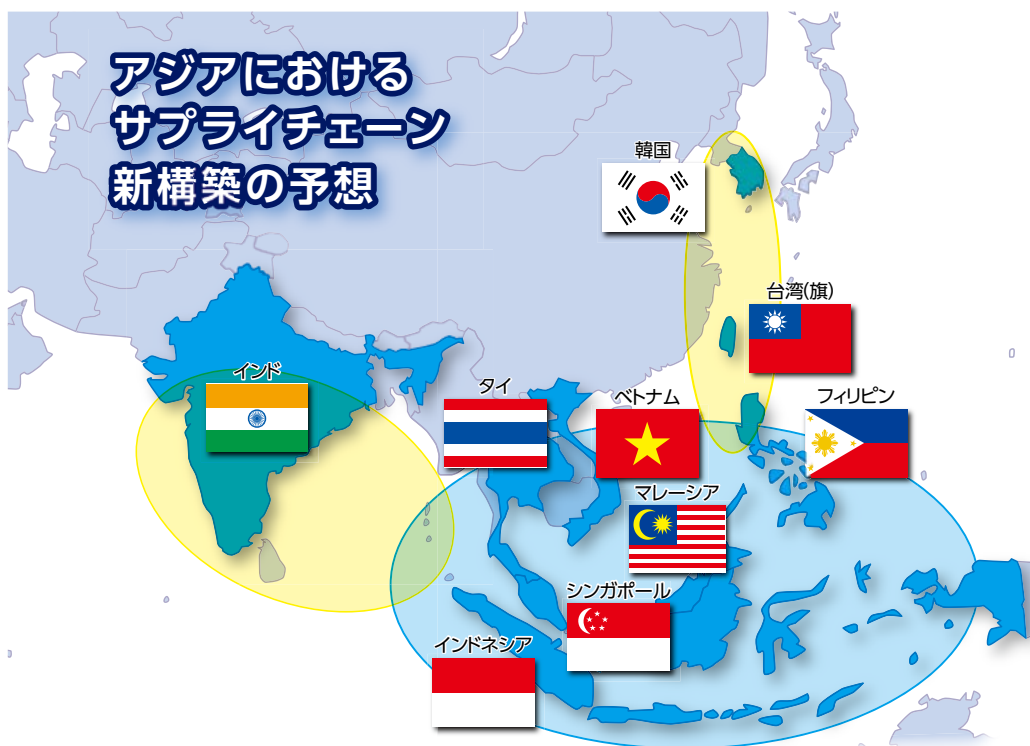 アジアにおける
サプライチェーン
新構築の予想
韓国
台湾(旗)
インド
タイ
ベトナム
フィリピン
マレーシア
シンガポール
インドネシア